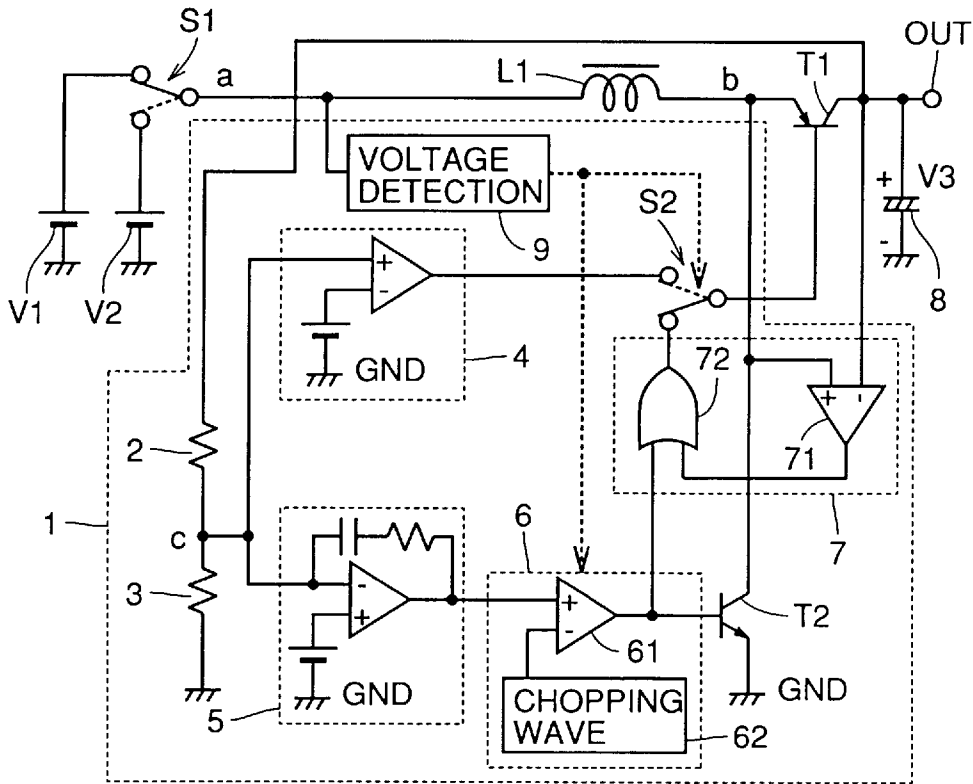 S1
a
L1
b
T1
OUT
VOLTAGE
DETECTION
9
S2
+
V3
-
8
V1
V2
+
-
GND
4
72
+
-
71
7
2
1
c
3
-
+
GND
5
6
+
-
61
T2
GND
CHOPPING
WAVE
62